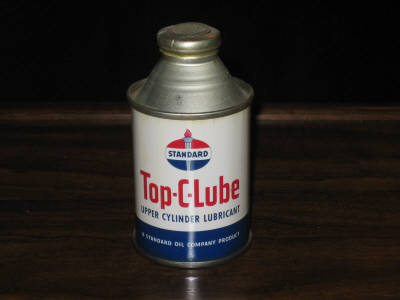 STANDARD
Top-C-Lube
UPPER CYLINDER LUBRICANT
A STANDARD OIL COMPANY PRODUCT